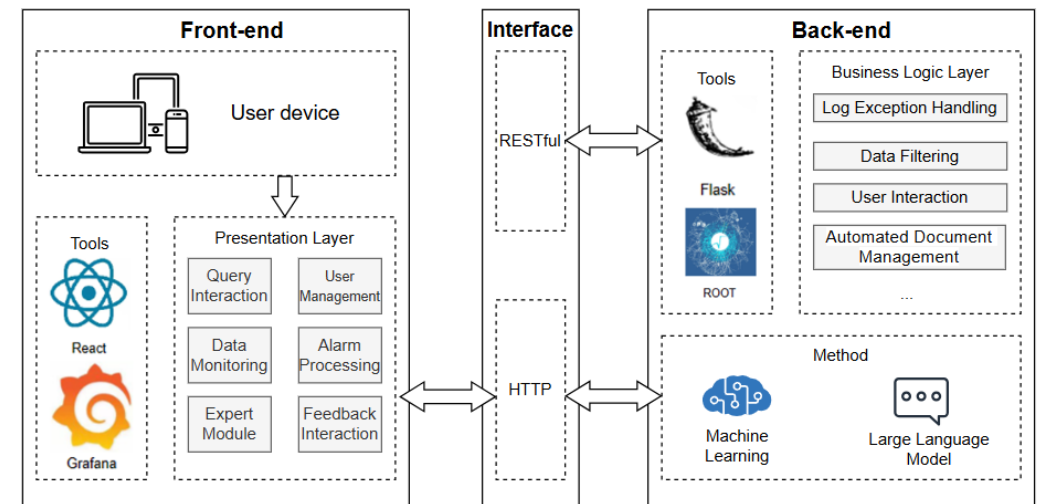 Front-end
User device
Tools
React
Grafana
Presentation Layer
Query
Interaction
User
Management
Data
Monitoring
Alarm
Processing
Expert
Module
Feedback
Interaction
Interface
RESTful
HTTP
Back-end
Tools
Flask
ROOT
Business Logic Layer
Log Exception Handling
Data Filtering
User Interaction
Automated Document
Management
...
Method
Machine
Learning
Large Language
Model